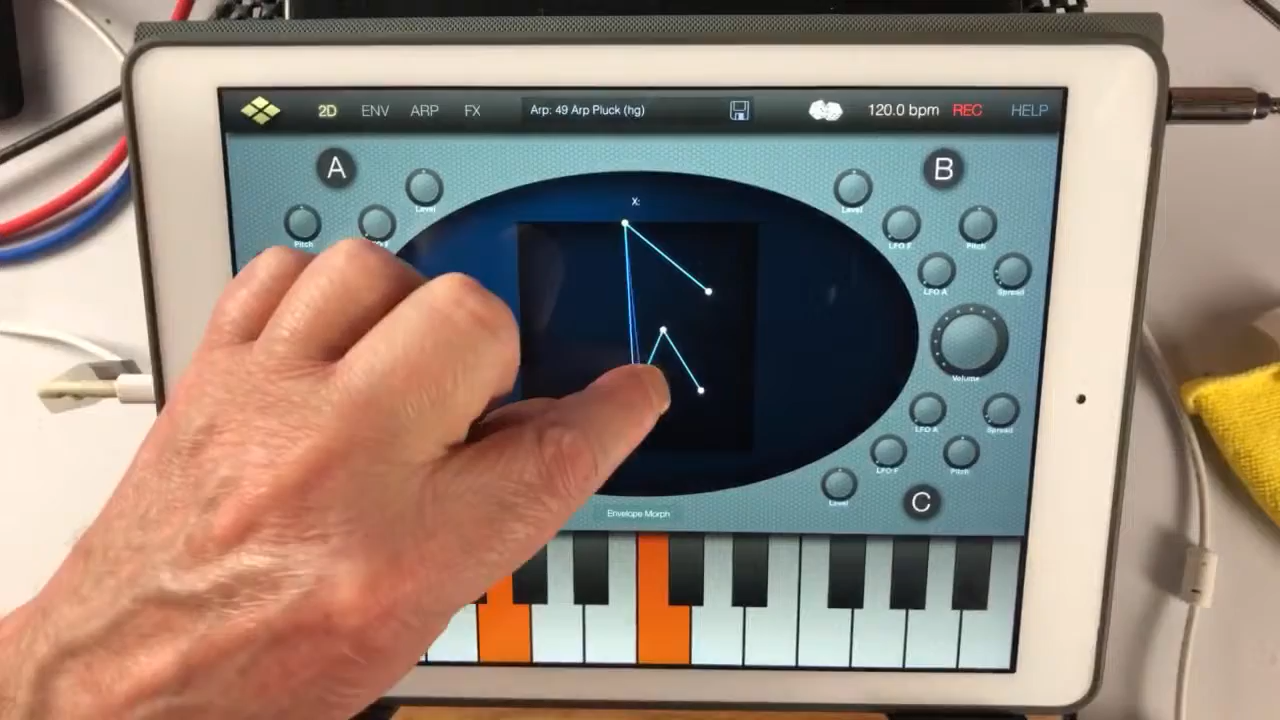 2D ENV ARP FX Arp: 49 Arp Pluck (hg) 120.0 bpm REC HELP
A
B
Level
Level
Pitch
LFO F
Pitch
X:
LFO A
Spread
Volume
LFO A
Spread
LFO F
Pitch
Level
C
Envelope Morph